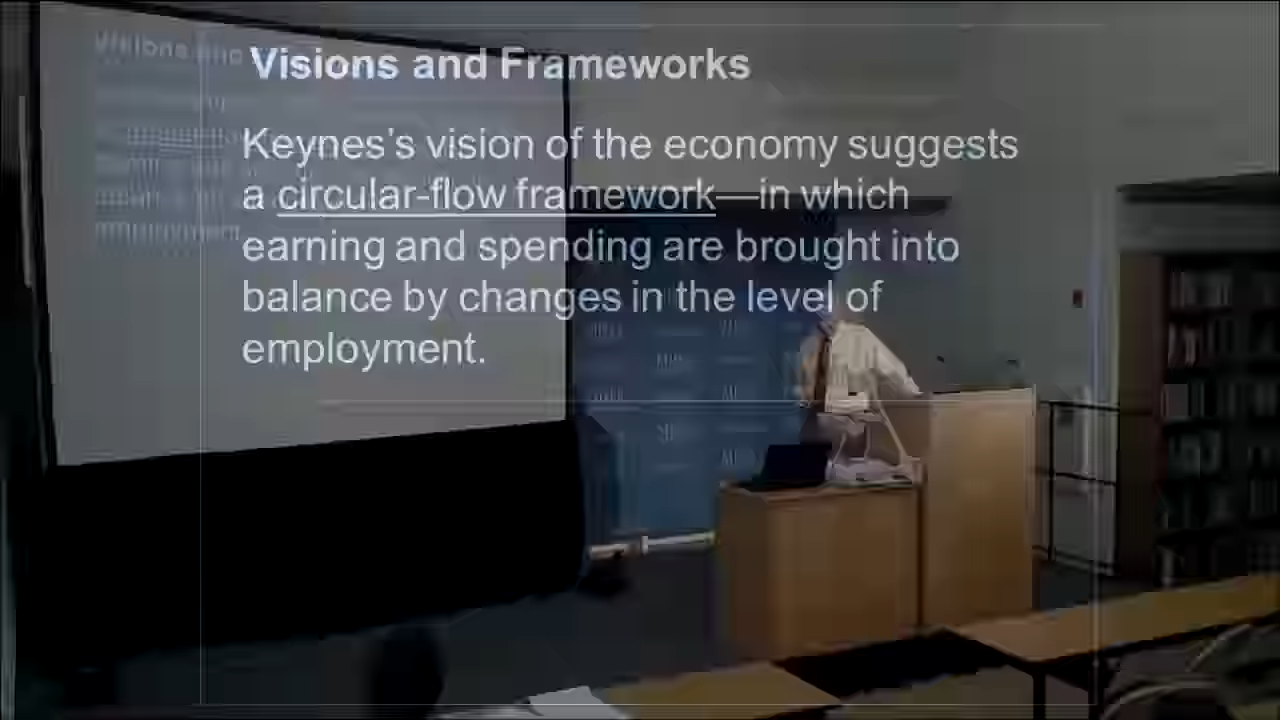 Visions and Frameworks
Keynes's vision of the economy suggests
a circular-flow framework—in which
earning and spending are brought into
balance by changes in the level of
employment.